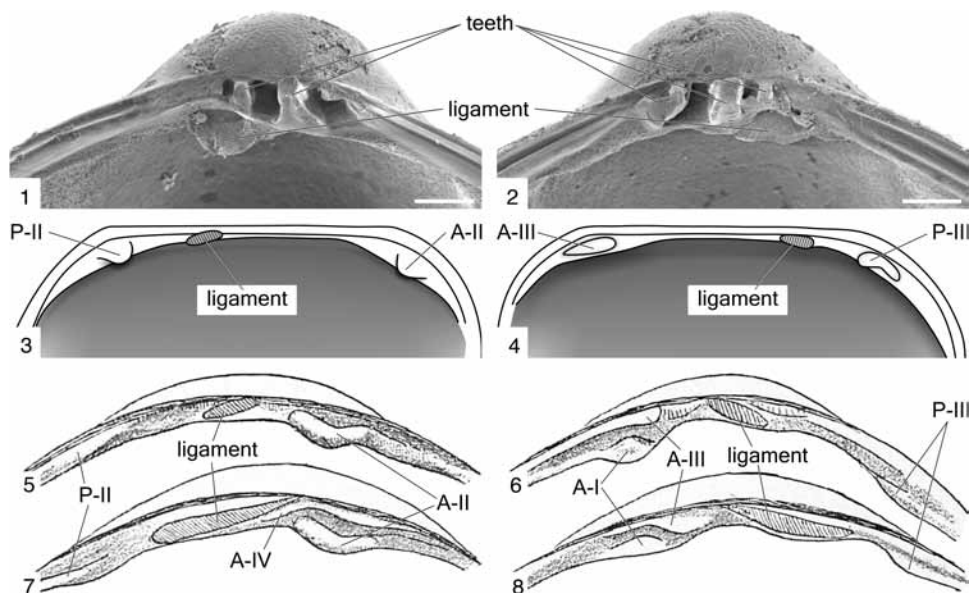 teeth
ligament
1
2
P-II
A-II
A-III
P-III
ligament
ligament
3
4
ligament
P-II
A-II
5
A-III
ligament
P-III
A-I
6
A-IV
7
8